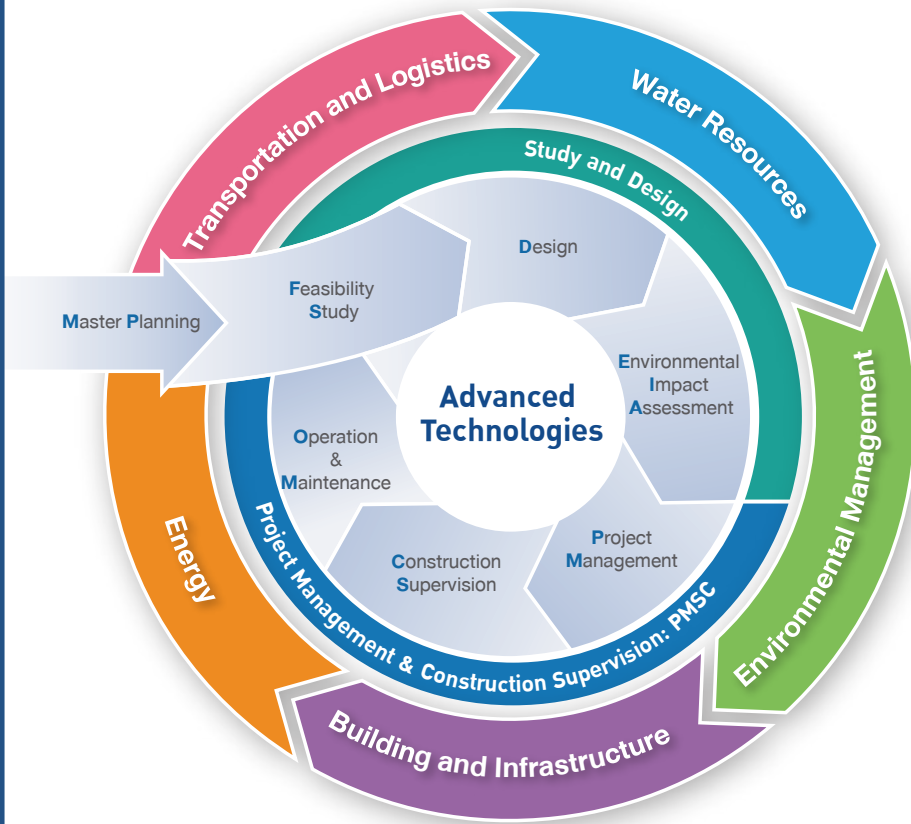 Transportation and Logistics
Water Resources
Study and Design
Design
Feasibility
Study
Master Planning
Environmental
Impact
Assessment
Advanced
Technologies
Operation
&
Maintenance
Project
Management
Construction
Supervision
Project Management & Construction Supervision: PMSC
Environmental Management
Energy
Building and Infrastructure